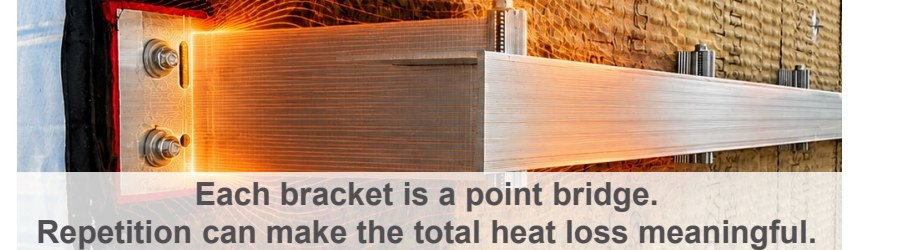 Each bracket is a point bridge.
Repetition can make the total heat loss meaningful.